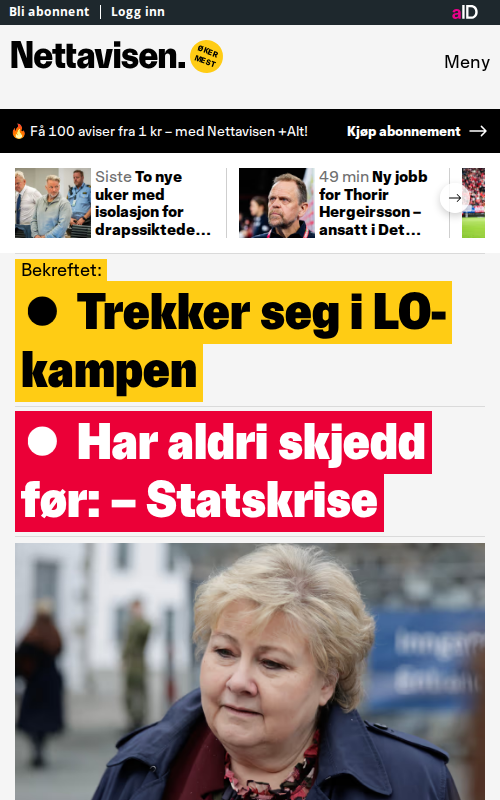 Bli abonnent | Logg inn
aID
Nettavisen.
ØKER
MEST
Meny
Få 100 aviser fra 1 kr – med Nettavisen +Alt!
Kjøp abonnement
Siste To nye
uker med
isolasjon for
drapssiktede…
49 min Ny jobb
for Thorir
Hergeirsson –
ansatt i Det…
Bekreftet:
● Trekker seg i LO-
kampen
● Har aldri skjedd
før: – Statskrise